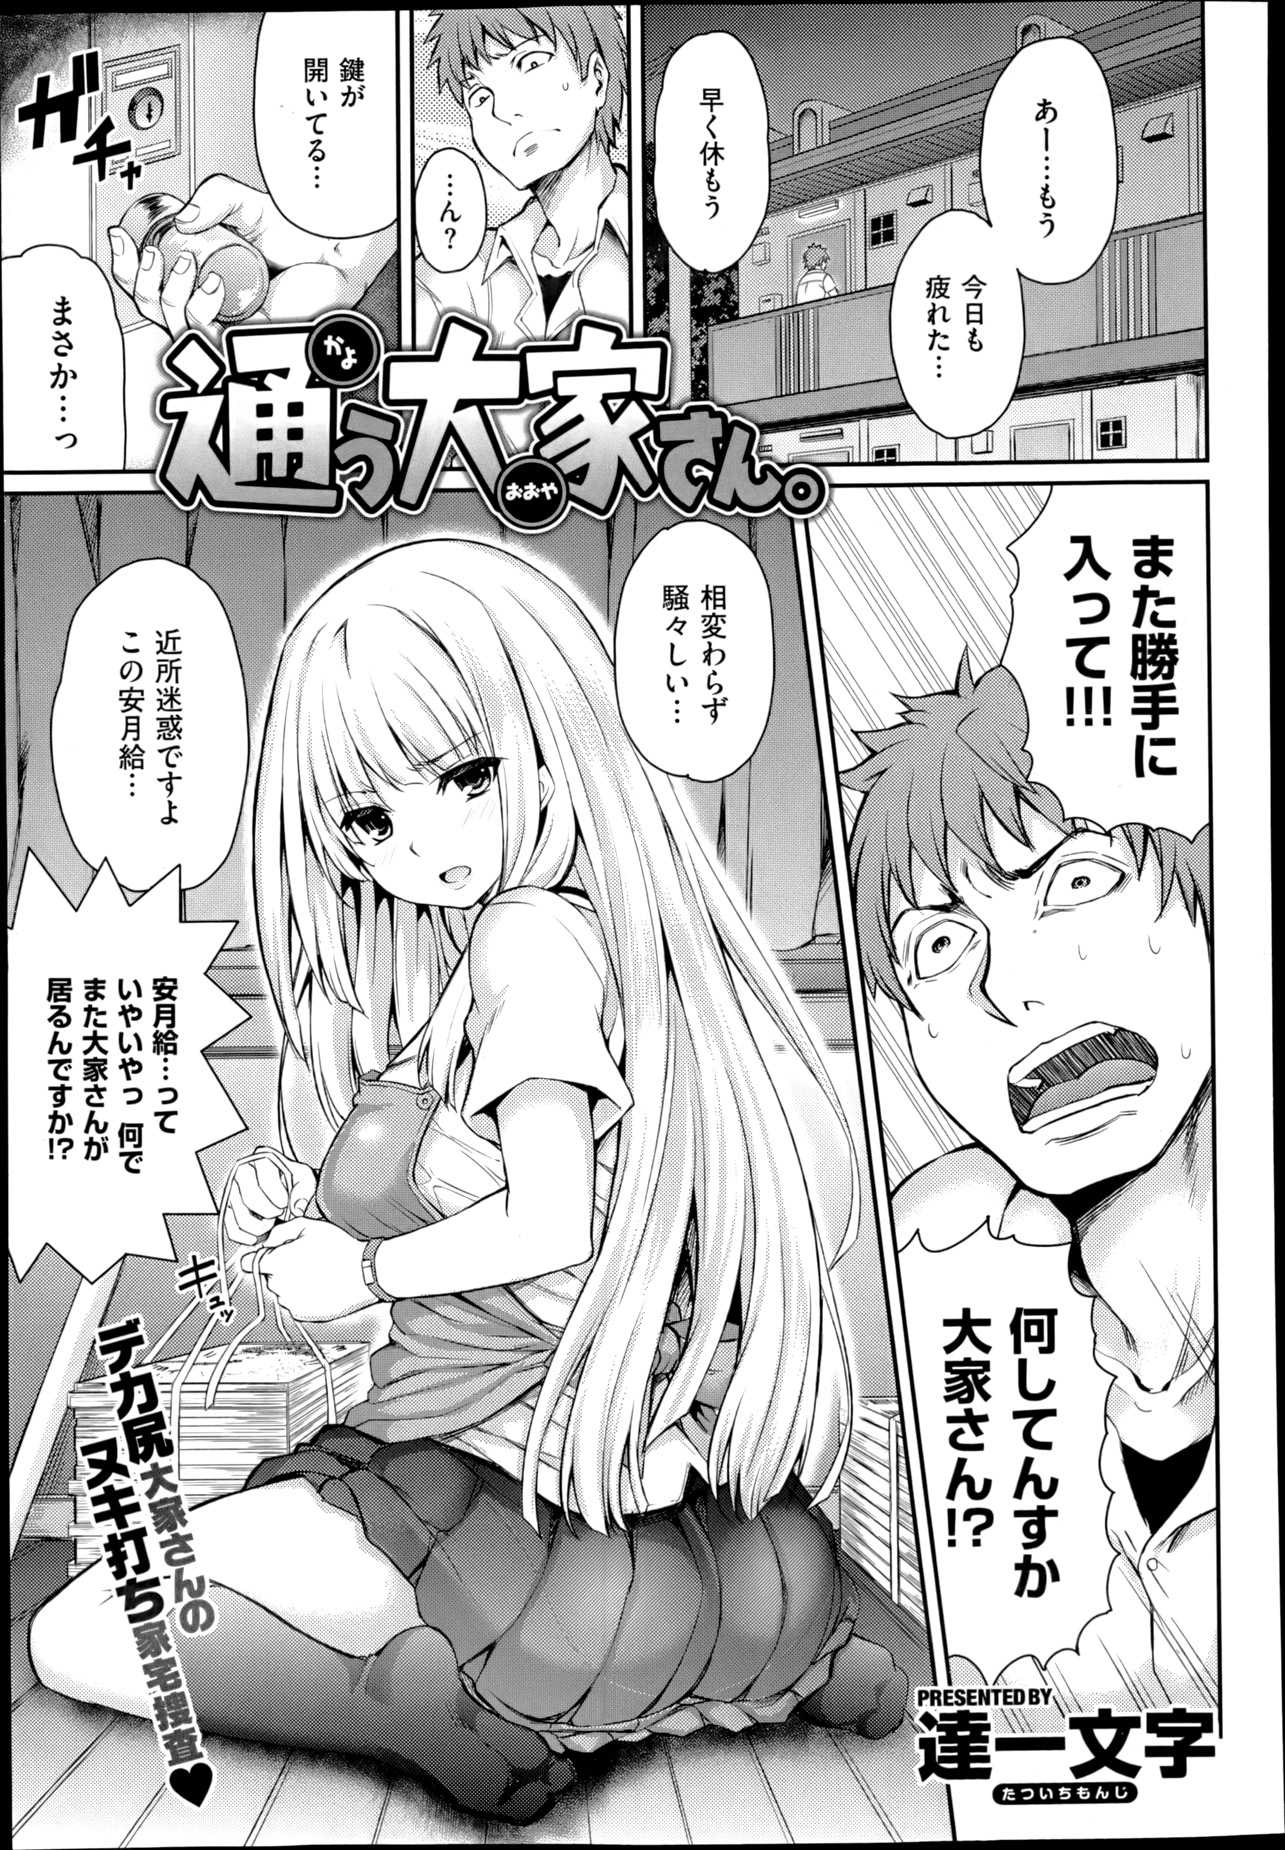 あー…もう
今日も
疲れた…
早く休もう
…ん?
鍵が
開いてる…
ガチャ
まさか…っ
通う大家さん。
かよ
おおや
また勝手に
入って!!!
何してんすか
大家さん!?
相変わらず
騒々しい…
近所迷惑ですよ
この安月給…
安月給…って
いやいやっ 何で
また大家さんが
居るんですか!?
キュッ
デカ尻大家さんの
ヌキ打ち家宅捜査♥
PRESENTED BY
達一文字
たついちもんじ